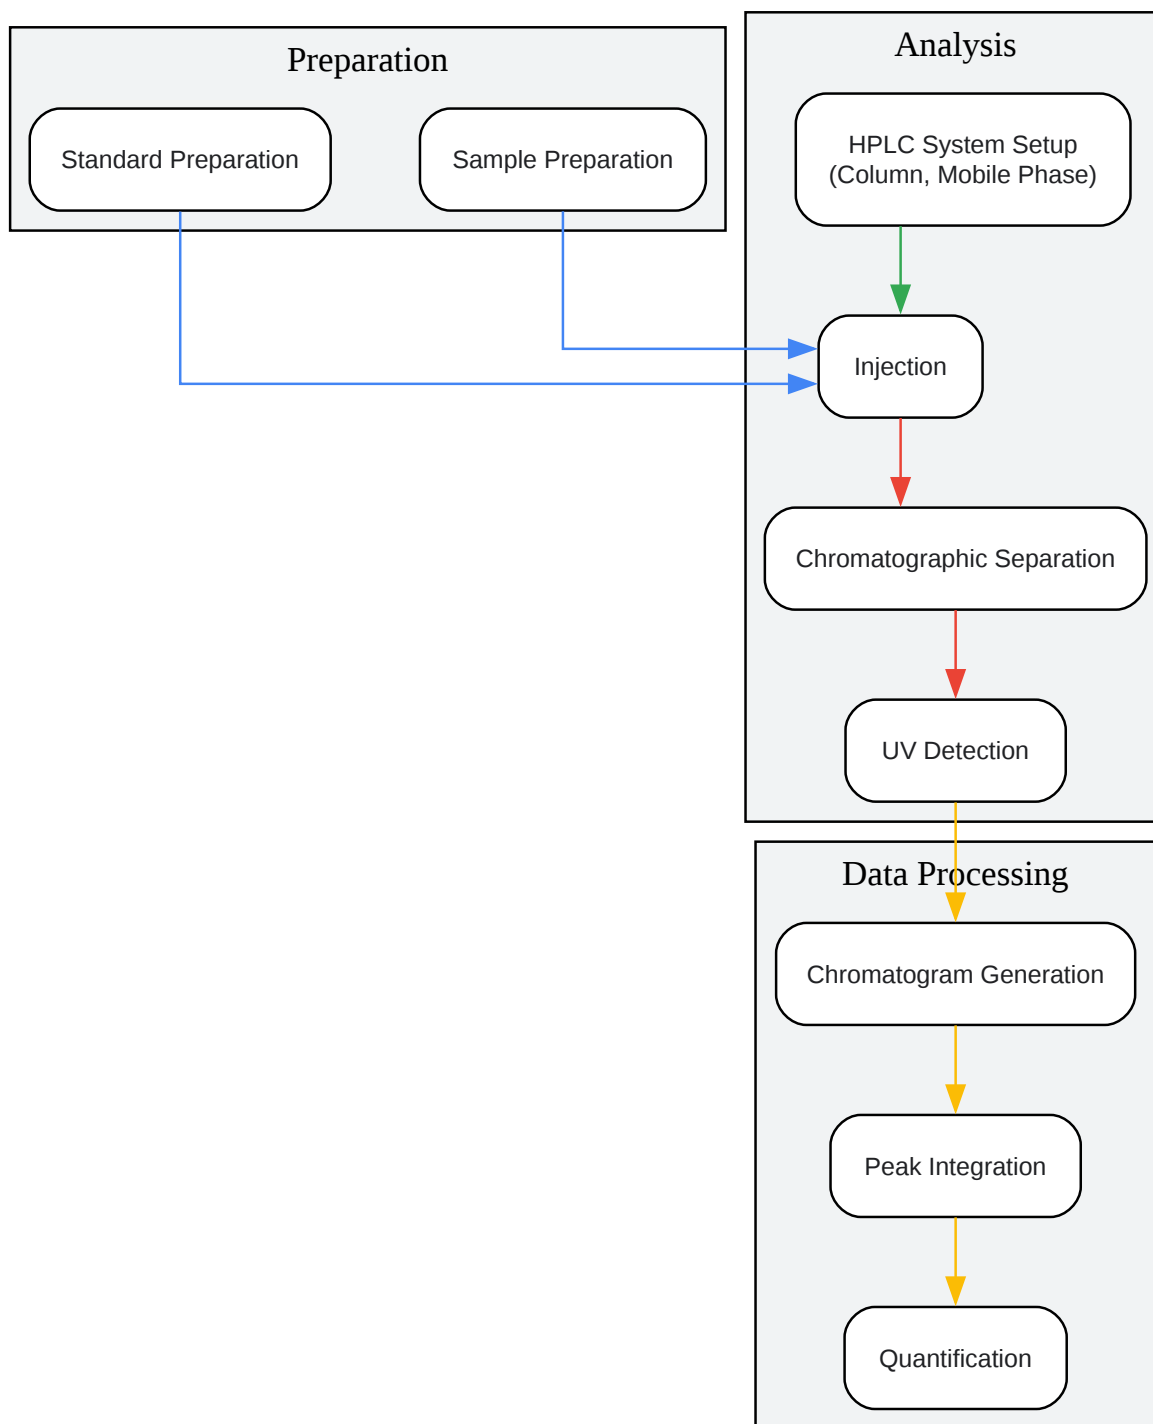 Preparation
Standard Preparation
Sample Preparation
Analysis
HPLC System Setup
(Column, Mobile Phase)
Injection
Chromatographic Separation
UV Detection
Data Processing
Chromatogram Generation
Peak Integration
Quantification